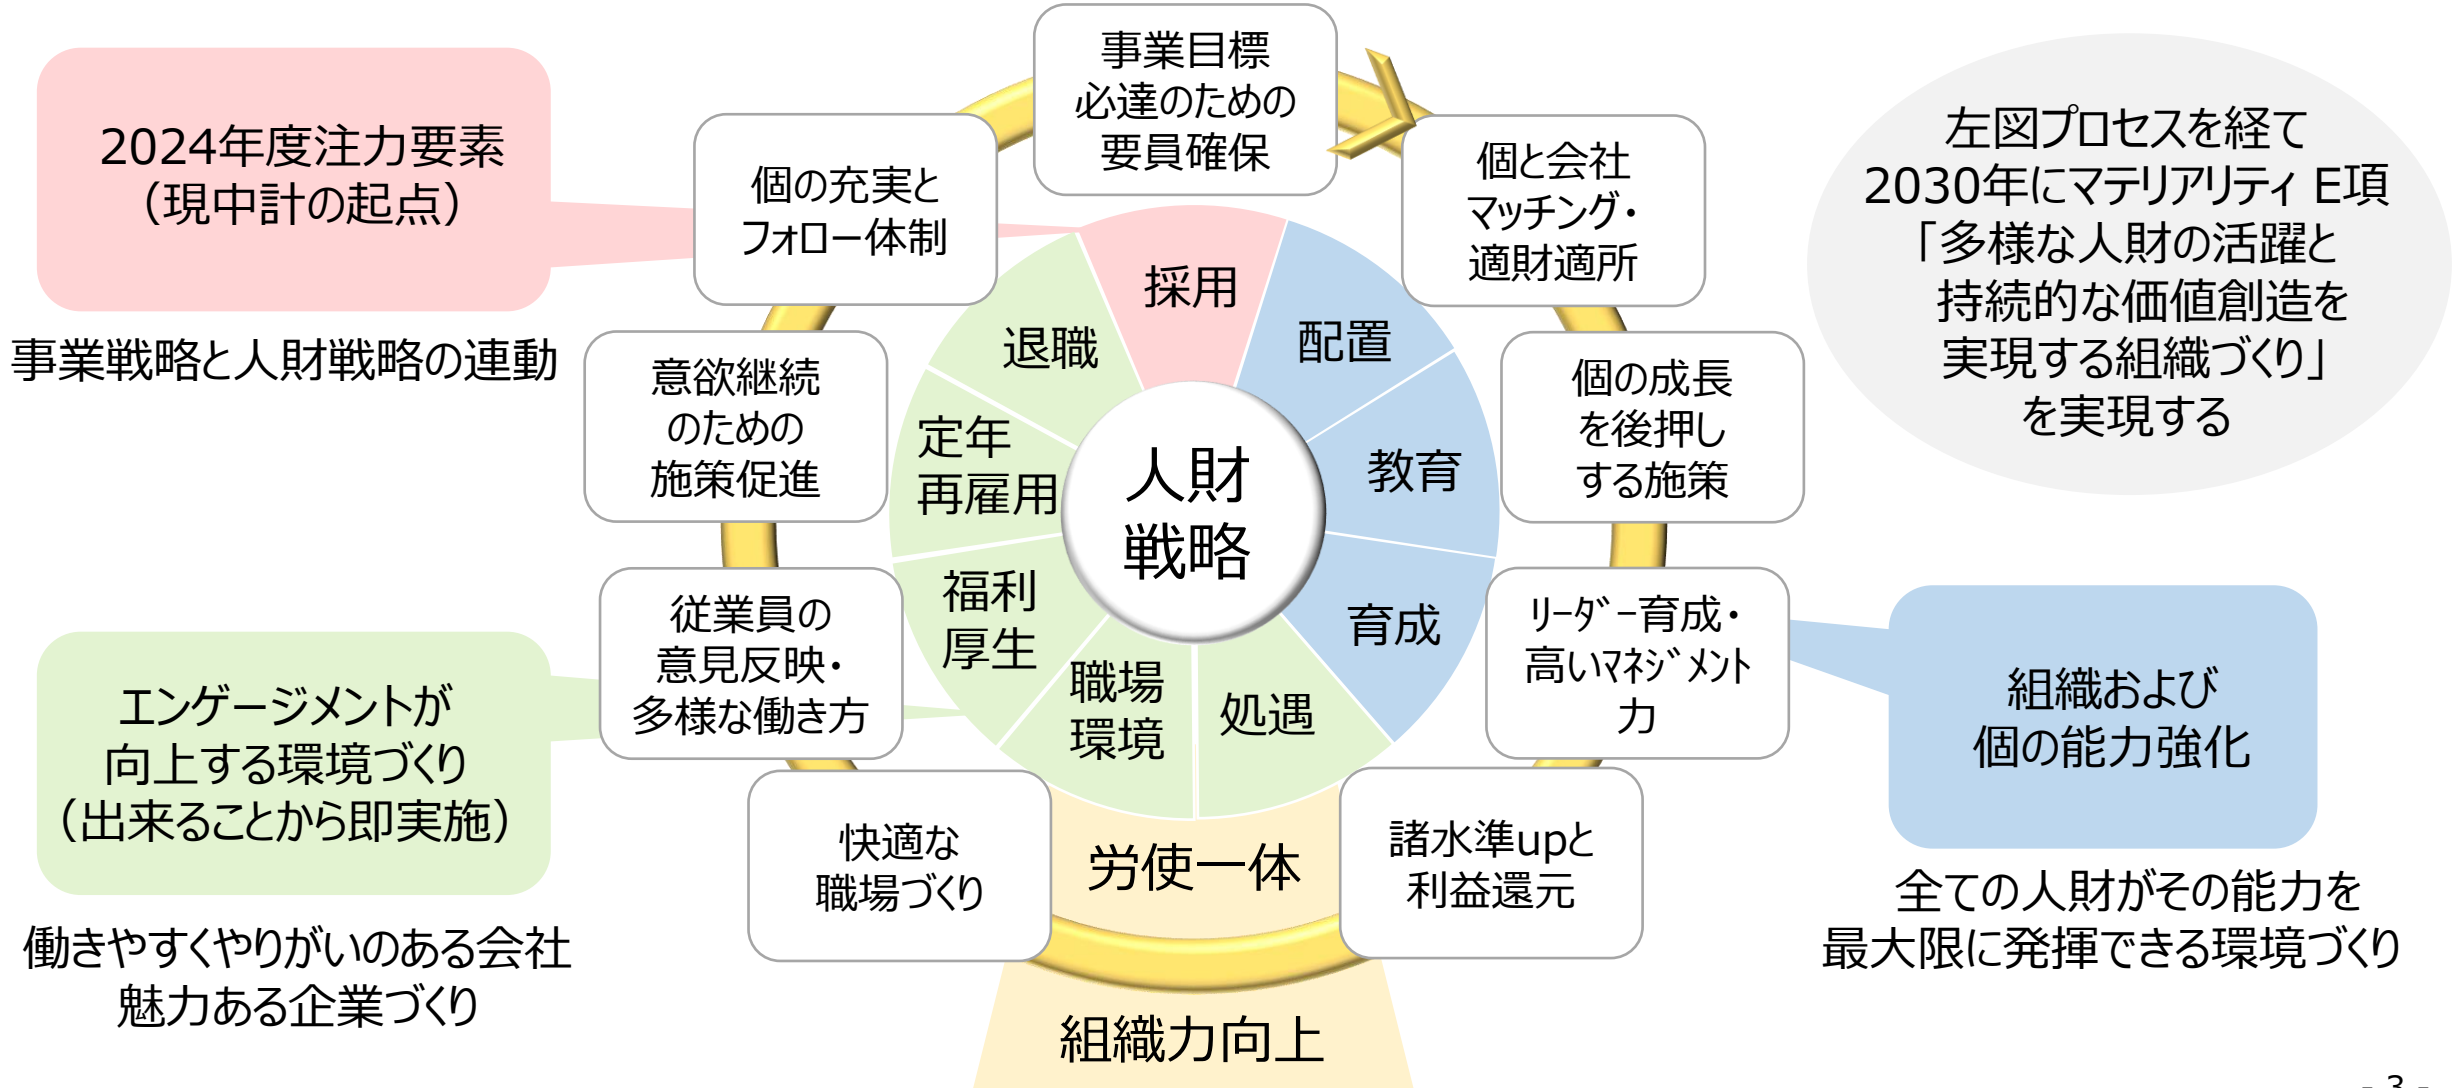 2024年度注力要素
（現中計の起点）
事業戦略と人財戦略の連動
事業目標
必達のための
要員確保
個と会社
マッチング・
適財適所
個の成長
を後押し
する施策
ﾘｰﾀﾞｰ育成・
高いﾏﾈｼﾞﾒﾝﾄ
力
諸水準upと
利益還元
快適な
職場づくり
従業員の
意見反映・
多様な働き方
意欲継続
のための
施策促進
個の充実と
フォロー体制
人財
戦略
採用
配置
教育
育成
処遇
職場
環境
福利
厚生
定年
再雇用
退職
労使一体
組織力向上
左図プロセスを経て
2030年にマテリアリティ E項
「多様な人財の活躍と
持続的な価値創造を
実現する組織づくり」
を実現する
組織および
個の能力強化
全ての人財がその能力を
最大限に発揮できる環境づくり
エンゲージメントが
向上する環境づくり
（出来ることから即実施）
働きやすくやりがいのある会社
魅力ある企業づくり
- 3 -